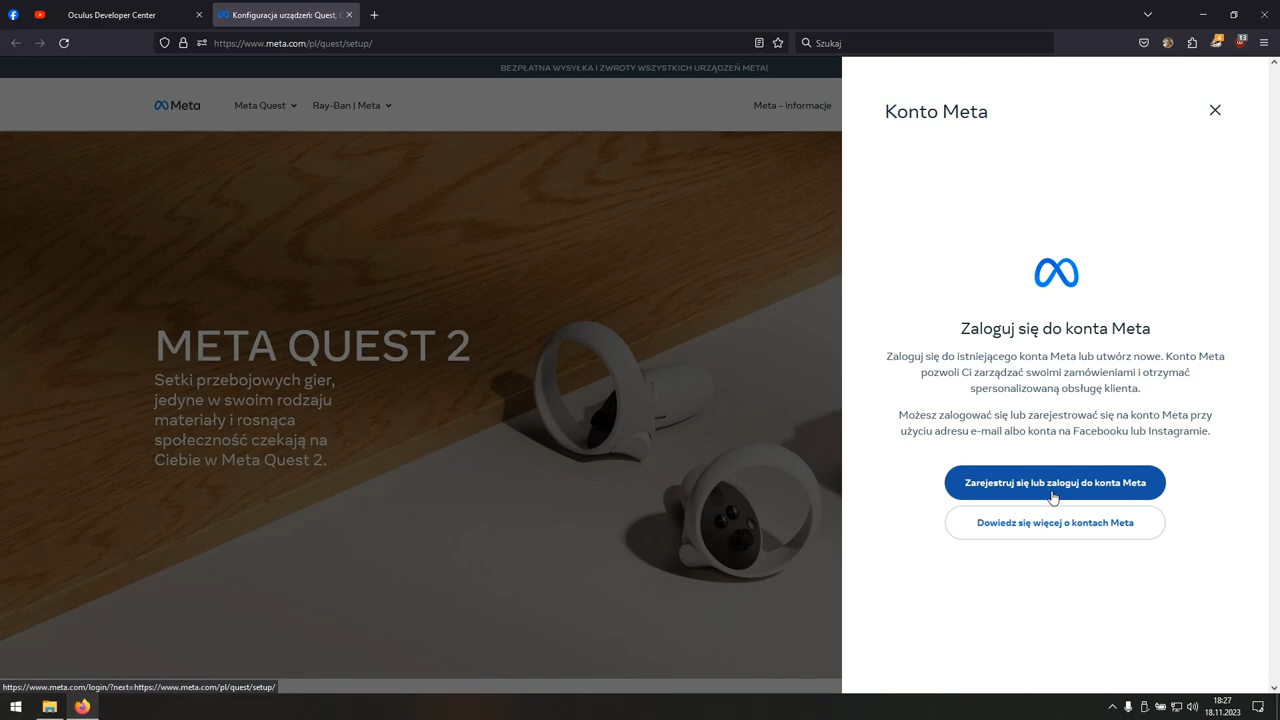 Oculus Developer Center
Konfiguracja urządzeń: Quest, C
https://www.meta.com/pl/quest/setup/
Szukaj
4
13
BEZPŁATNA WYSYŁKA I ZWROTY WSZYSTKICH URZĄDZEŃ META!
Meta
Meta Quest
Ray-Ban | Meta
Meta – informacje
META QUEST 2
Setki przebojowych gier,
jedyne w swoim rodzaju
materiały i rosnąca
społeczność czekają na
Ciebie w Meta Quest 2.
Konto Meta
Zaloguj się do konta Meta
Zaloguj się do istniejącego konta Meta lub utwórz nowe. Konto Meta
pozwoli Ci zarządzać swoimi zamówieniami i otrzymać
spersonalizowaną obsługę klienta.
Możesz zalogować się lub zarejestrować się na konto Meta przy
użyciu adresu e-mail albo konta na Facebooku lub Instagramie.
Zarejestruj się lub zaloguj do konta Meta
Dowiedz się więcej o kontach Meta
https://www.meta.com/login/?next=https://www.meta.com/pl/quest/setup/
18:27
18.11.2023